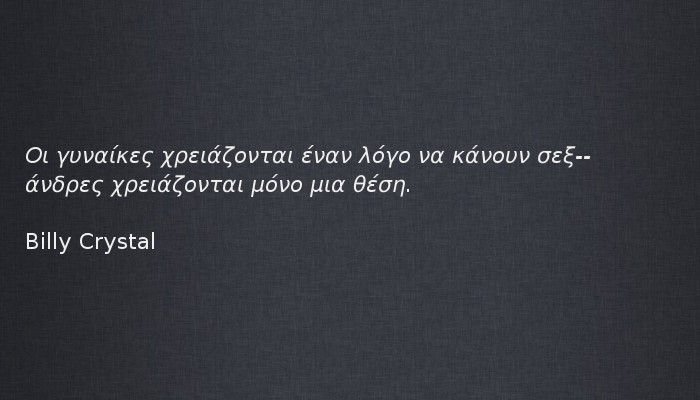 Οι γυναίκες χρειάζονται έναν λόγο να κάνουν σεξ--
άνδρες χρειάζονται μόνο μια θέση.
Billy Crystal